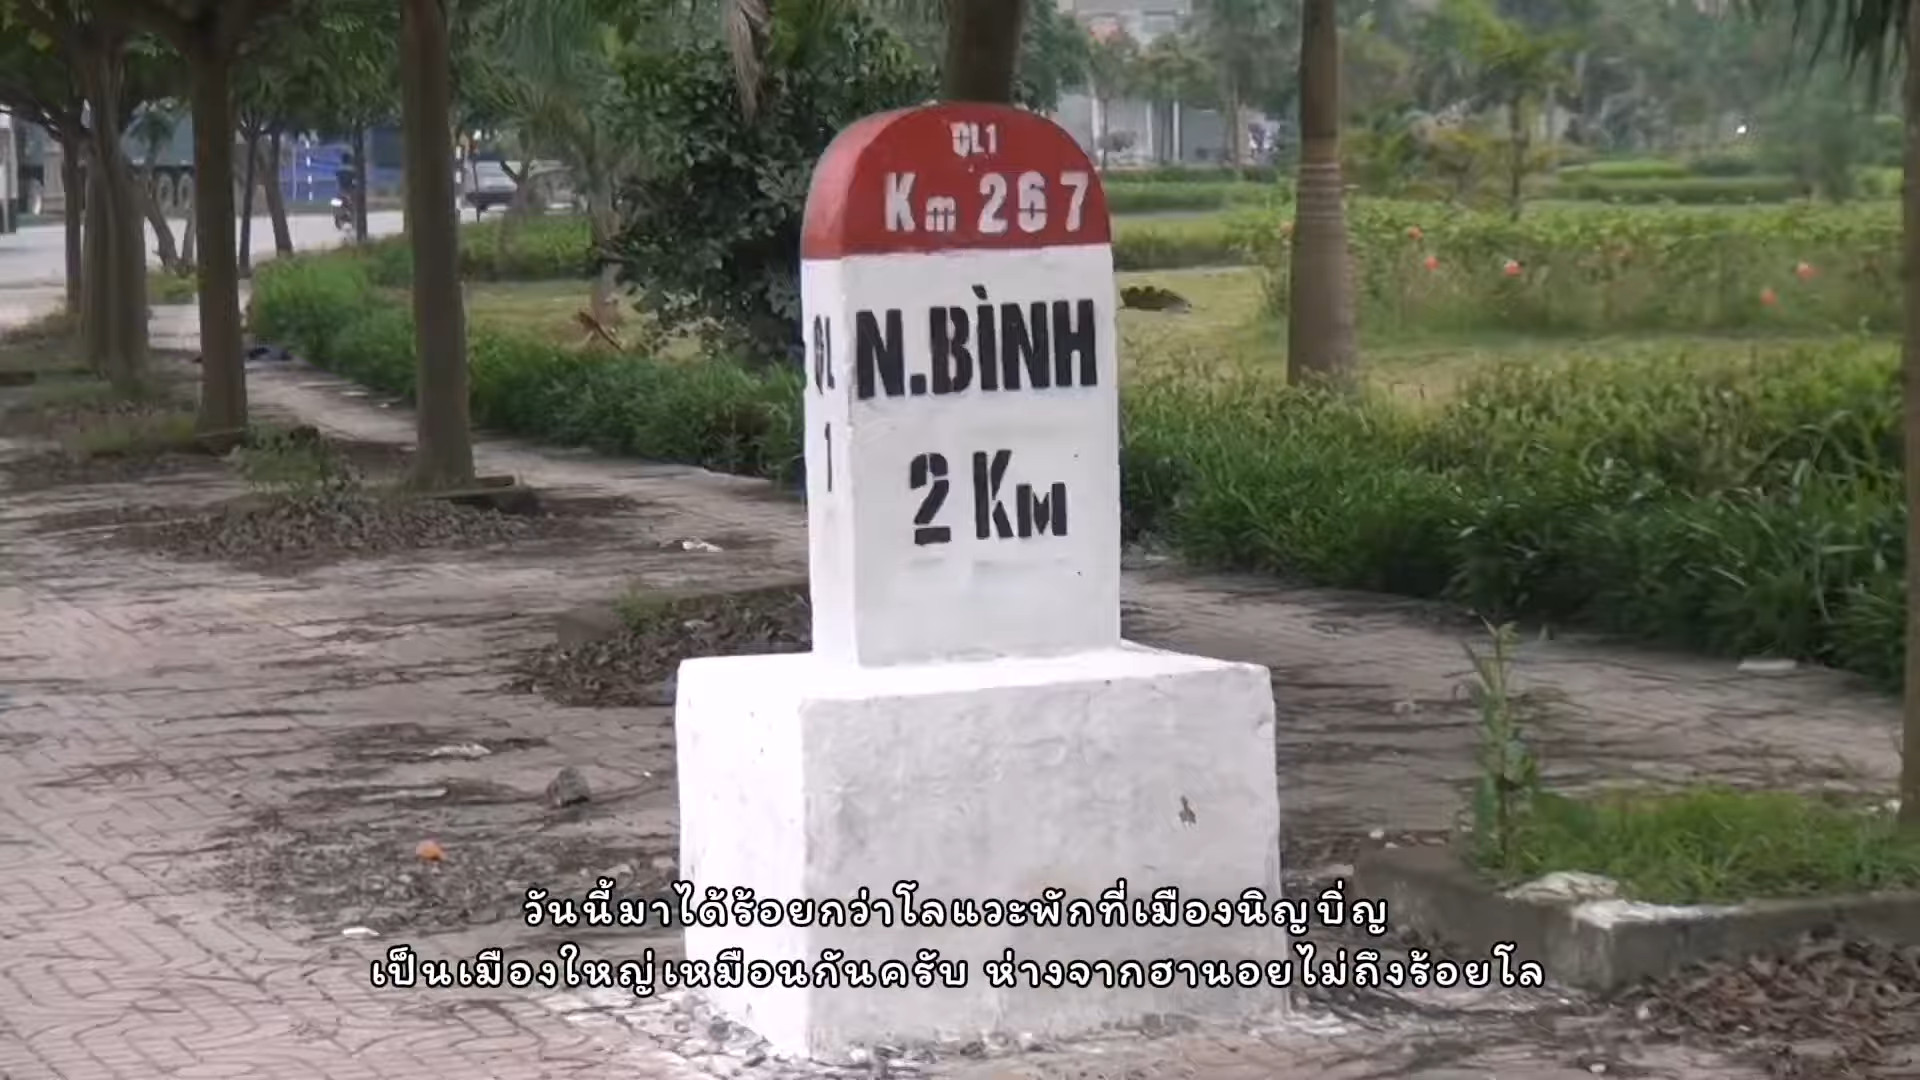 QL1
Km 267
N.BÌNH
2 Km
QL
1
วันนี้มาได้ร้อยกว่าโลแวะพักที่เมืองนิญบิ่ญ
เป็นเมืองใหญ่เหมือนกันครับ ห่างจากฮานอยไม่ถึงร้อยโล